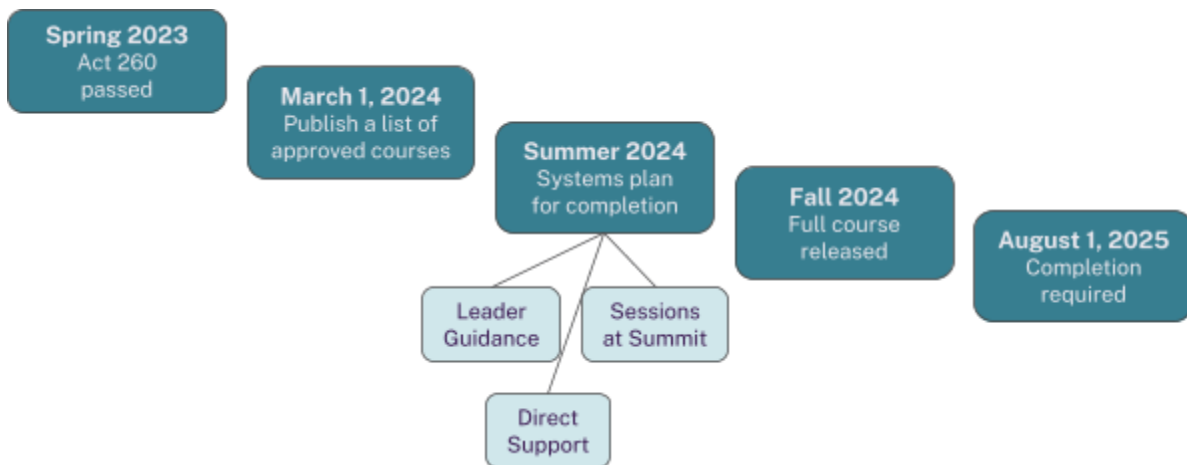 Spring 2023
Act 260
passed
March 1, 2024
Publish a list of
approved courses
Summer 2024
Systems plan
for completion
Fall 2024
Full course
released
August 1, 2025
Completion
required
Leader
Guidance
Sessions
at Summit
Direct
Support